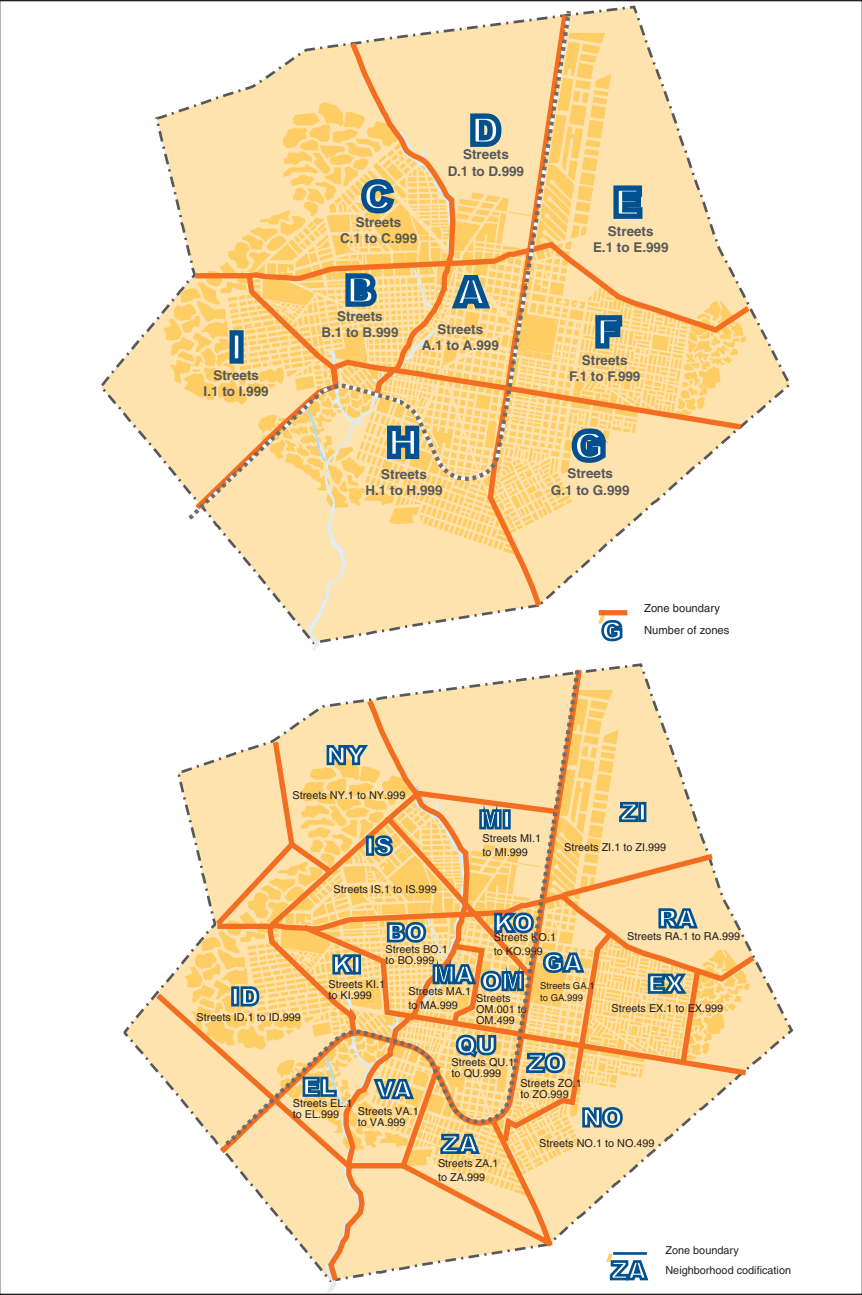 D
Streets
D.1 to D.999
C
Streets
C.1 to C.999
E
Streets
E.1 to E.999
B
Streets
B.1 to B.999
A
Streets
A.1 to A.999
I
Streets
I.1 to I.999
F
Streets
F.1 to F.999
H
Streets
H.1 to H.999
G
Streets
G.1 to G.999
Zone boundary
G
Number of zones
NY
Streets NY.1 to NY.999
MI
Streets MI.1
to MI.999
ZI
Streets ZI.1 to ZI.999
IS
Streets IS.1 to IS.999
BO
Streets BO.1
to BO.999
KO
Streets KO.1
to KO.999
RA
Streets RA.1 to RA.999
KI
Streets KI.1
to KI.999
MA
Streets MA.1
to MA.999
OM
Streets
OM.001 to
OM.499
GA
Streets GA.1
to GA.999
EX
Streets EX.1 to EX.999
ID
Streets ID.1 to ID.999
QU
Streets QU.1
to QU.999
ZO
Streets ZO.1
to ZO.999
EL
Streets EL.1
to EL.999
VA
Streets VA.1
to VA.999
NO
Streets NO.1 to NO.499
ZA
Streets ZA.1
to ZA.999
Zone boundary
ZA
Neighborhood codification